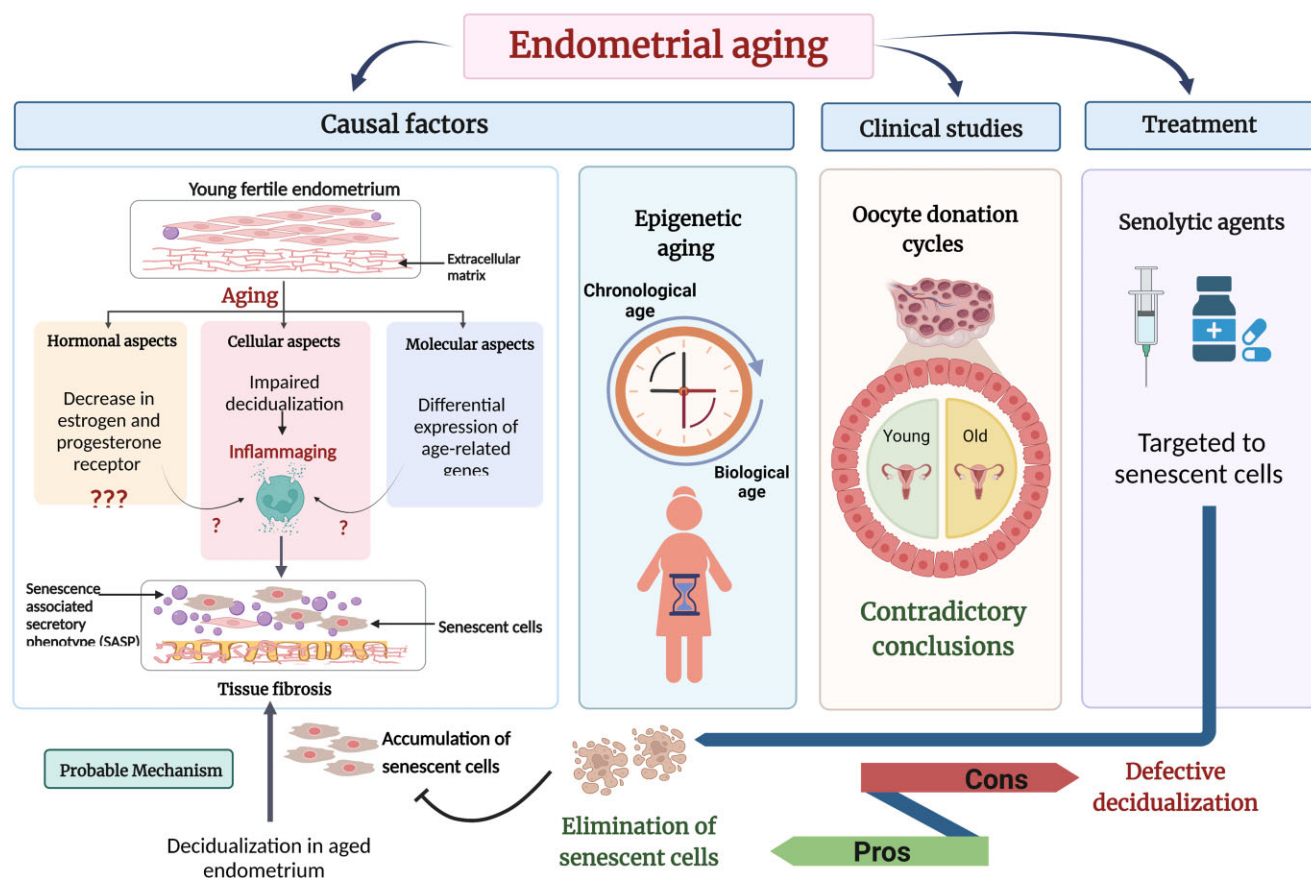 Endometrial aging
Causal factors
Clinical studies
Treatment
Young fertile endometrium
Extracellular
matrix
Aging
Hormonal aspects
Decrease in
estrogen and
progesterone
receptor
???
Cellular aspects
Impaired
decidualization
Inflammaging
?
?
Molecular aspects
Differential
expression of
age-related
genes
Senescence
associated
secretory
phenotype (SASP)
Senescent cells
Tissue fibrosis
Epigenetic
aging
Chronological
age
Biological
age
Oocyte donation
cycles
Young
Old
Contradictory
conclusions
Senolytic agents
Targeted to
senescent cells
Probable Mechanism
Accumulation of
senescent cells
Decidualization in aged
endometrium
Elimination of
senescent cells
Cons
Defective
decidualization
Pros